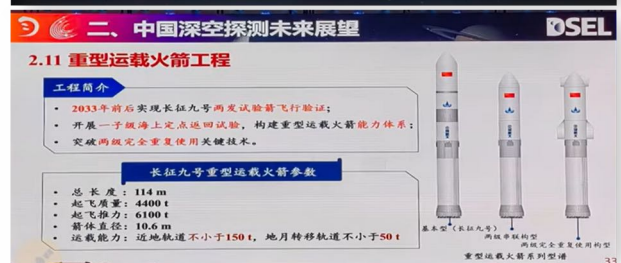 二、中国深空探测未来展望
DSEL
2.11 重型运载火箭工程
工程简介
• 2033年前后实现长征九号两发试验箭飞行验证;
• 开展一子级海上定点返回试验，构建重型运载火箭能力体系;
• 突破两级完全重复使用关键技术。
长征九号重型运载火箭参数
• 总长度：114 m
• 起飞质量：4400 t
• 起飞推力：6100 t
• 箭体直径：10.6 m
• 运载能力：近地轨道不小于150 t，地月转移轨道不小于50 t
基本型（长征九号）
两级串联构型
两级完全重复使用构型
重型运载火箭系列型谱
33